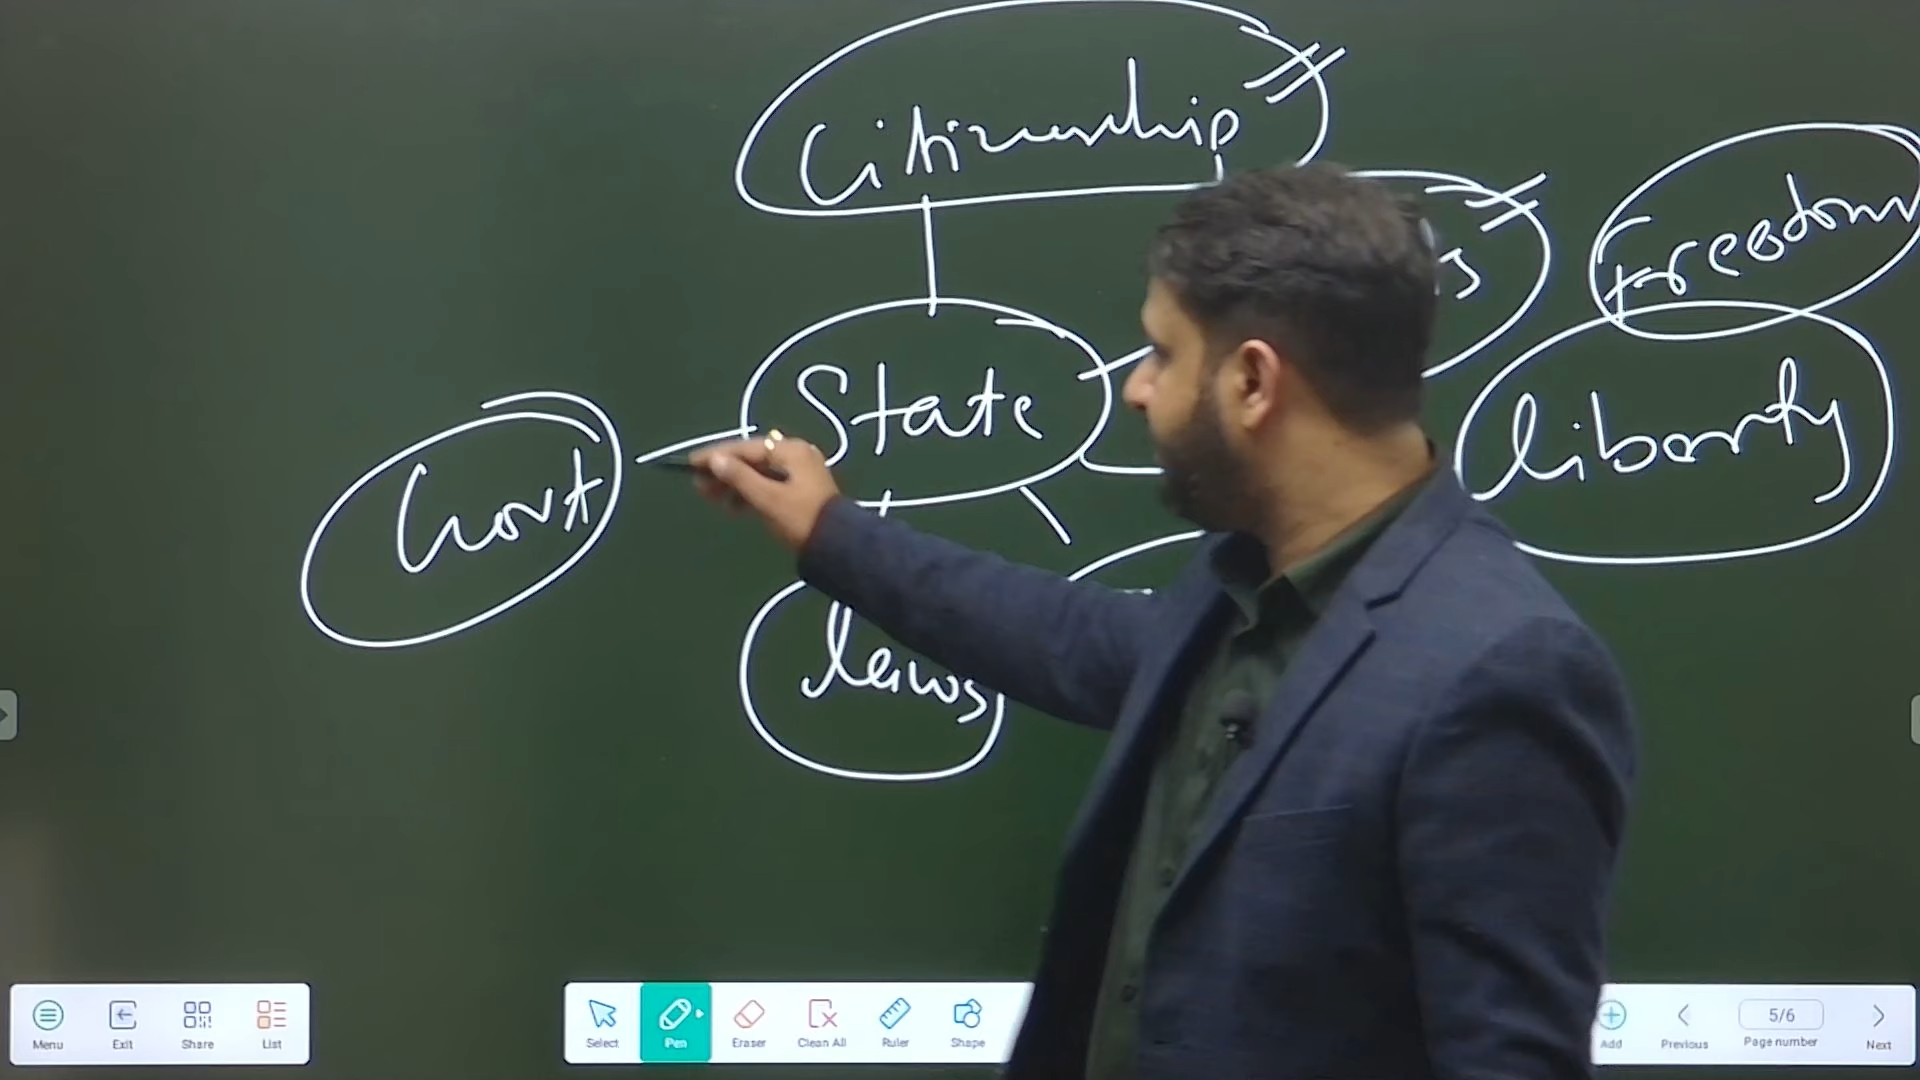 Citizenship
Freedom
State
liberty
Govt
laws
Menu
Exit
Share
List
Select
Pen
Eraser
Clean All
Ruler
Shape
Add
Previous
5/6
Page number
Next